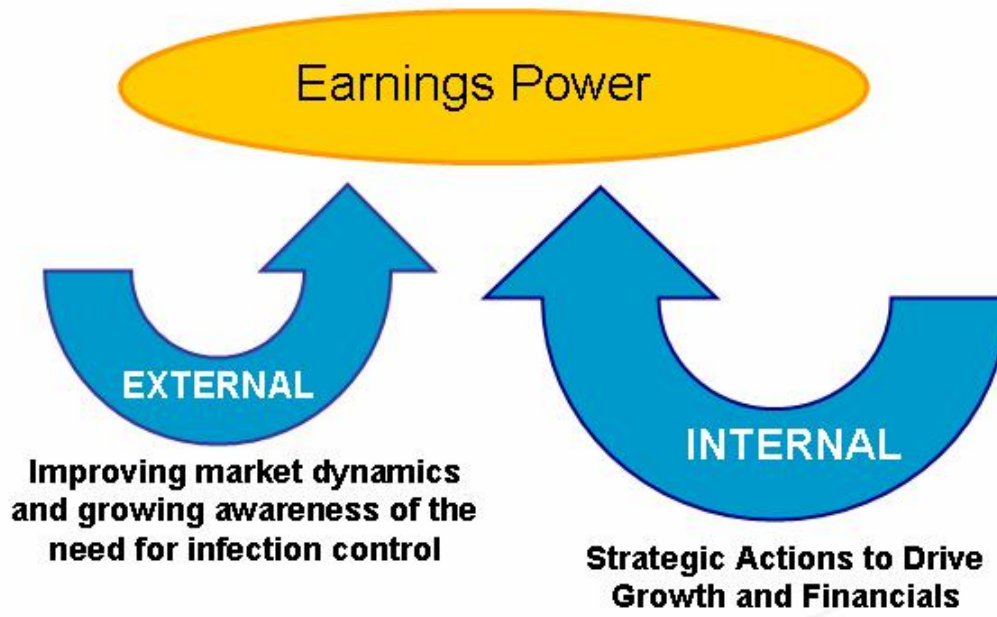 Earnings Power
EXTERNAL
Improving market dynamics
and growing awareness of the
need for infection control
INTERNAL
Strategic Actions to Drive
Growth and Financials